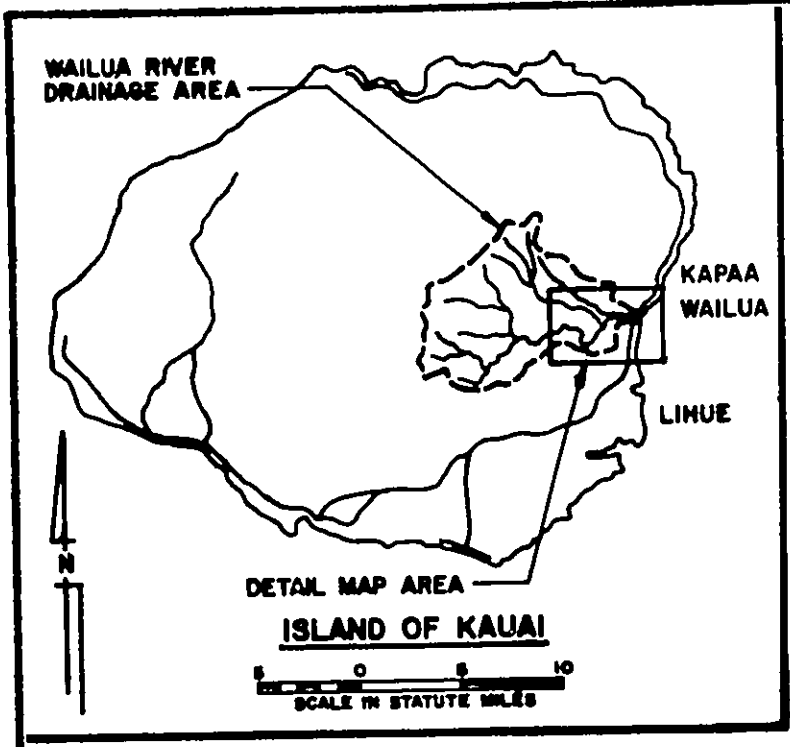 WAILUA RIVER
DRAINAGE AREA
KAPAA
WAILUA
LIHUE
N
DETAIL MAP AREA
ISLAND OF KAUAI
5 0 5 10
SCALE IN STATUTE MILES